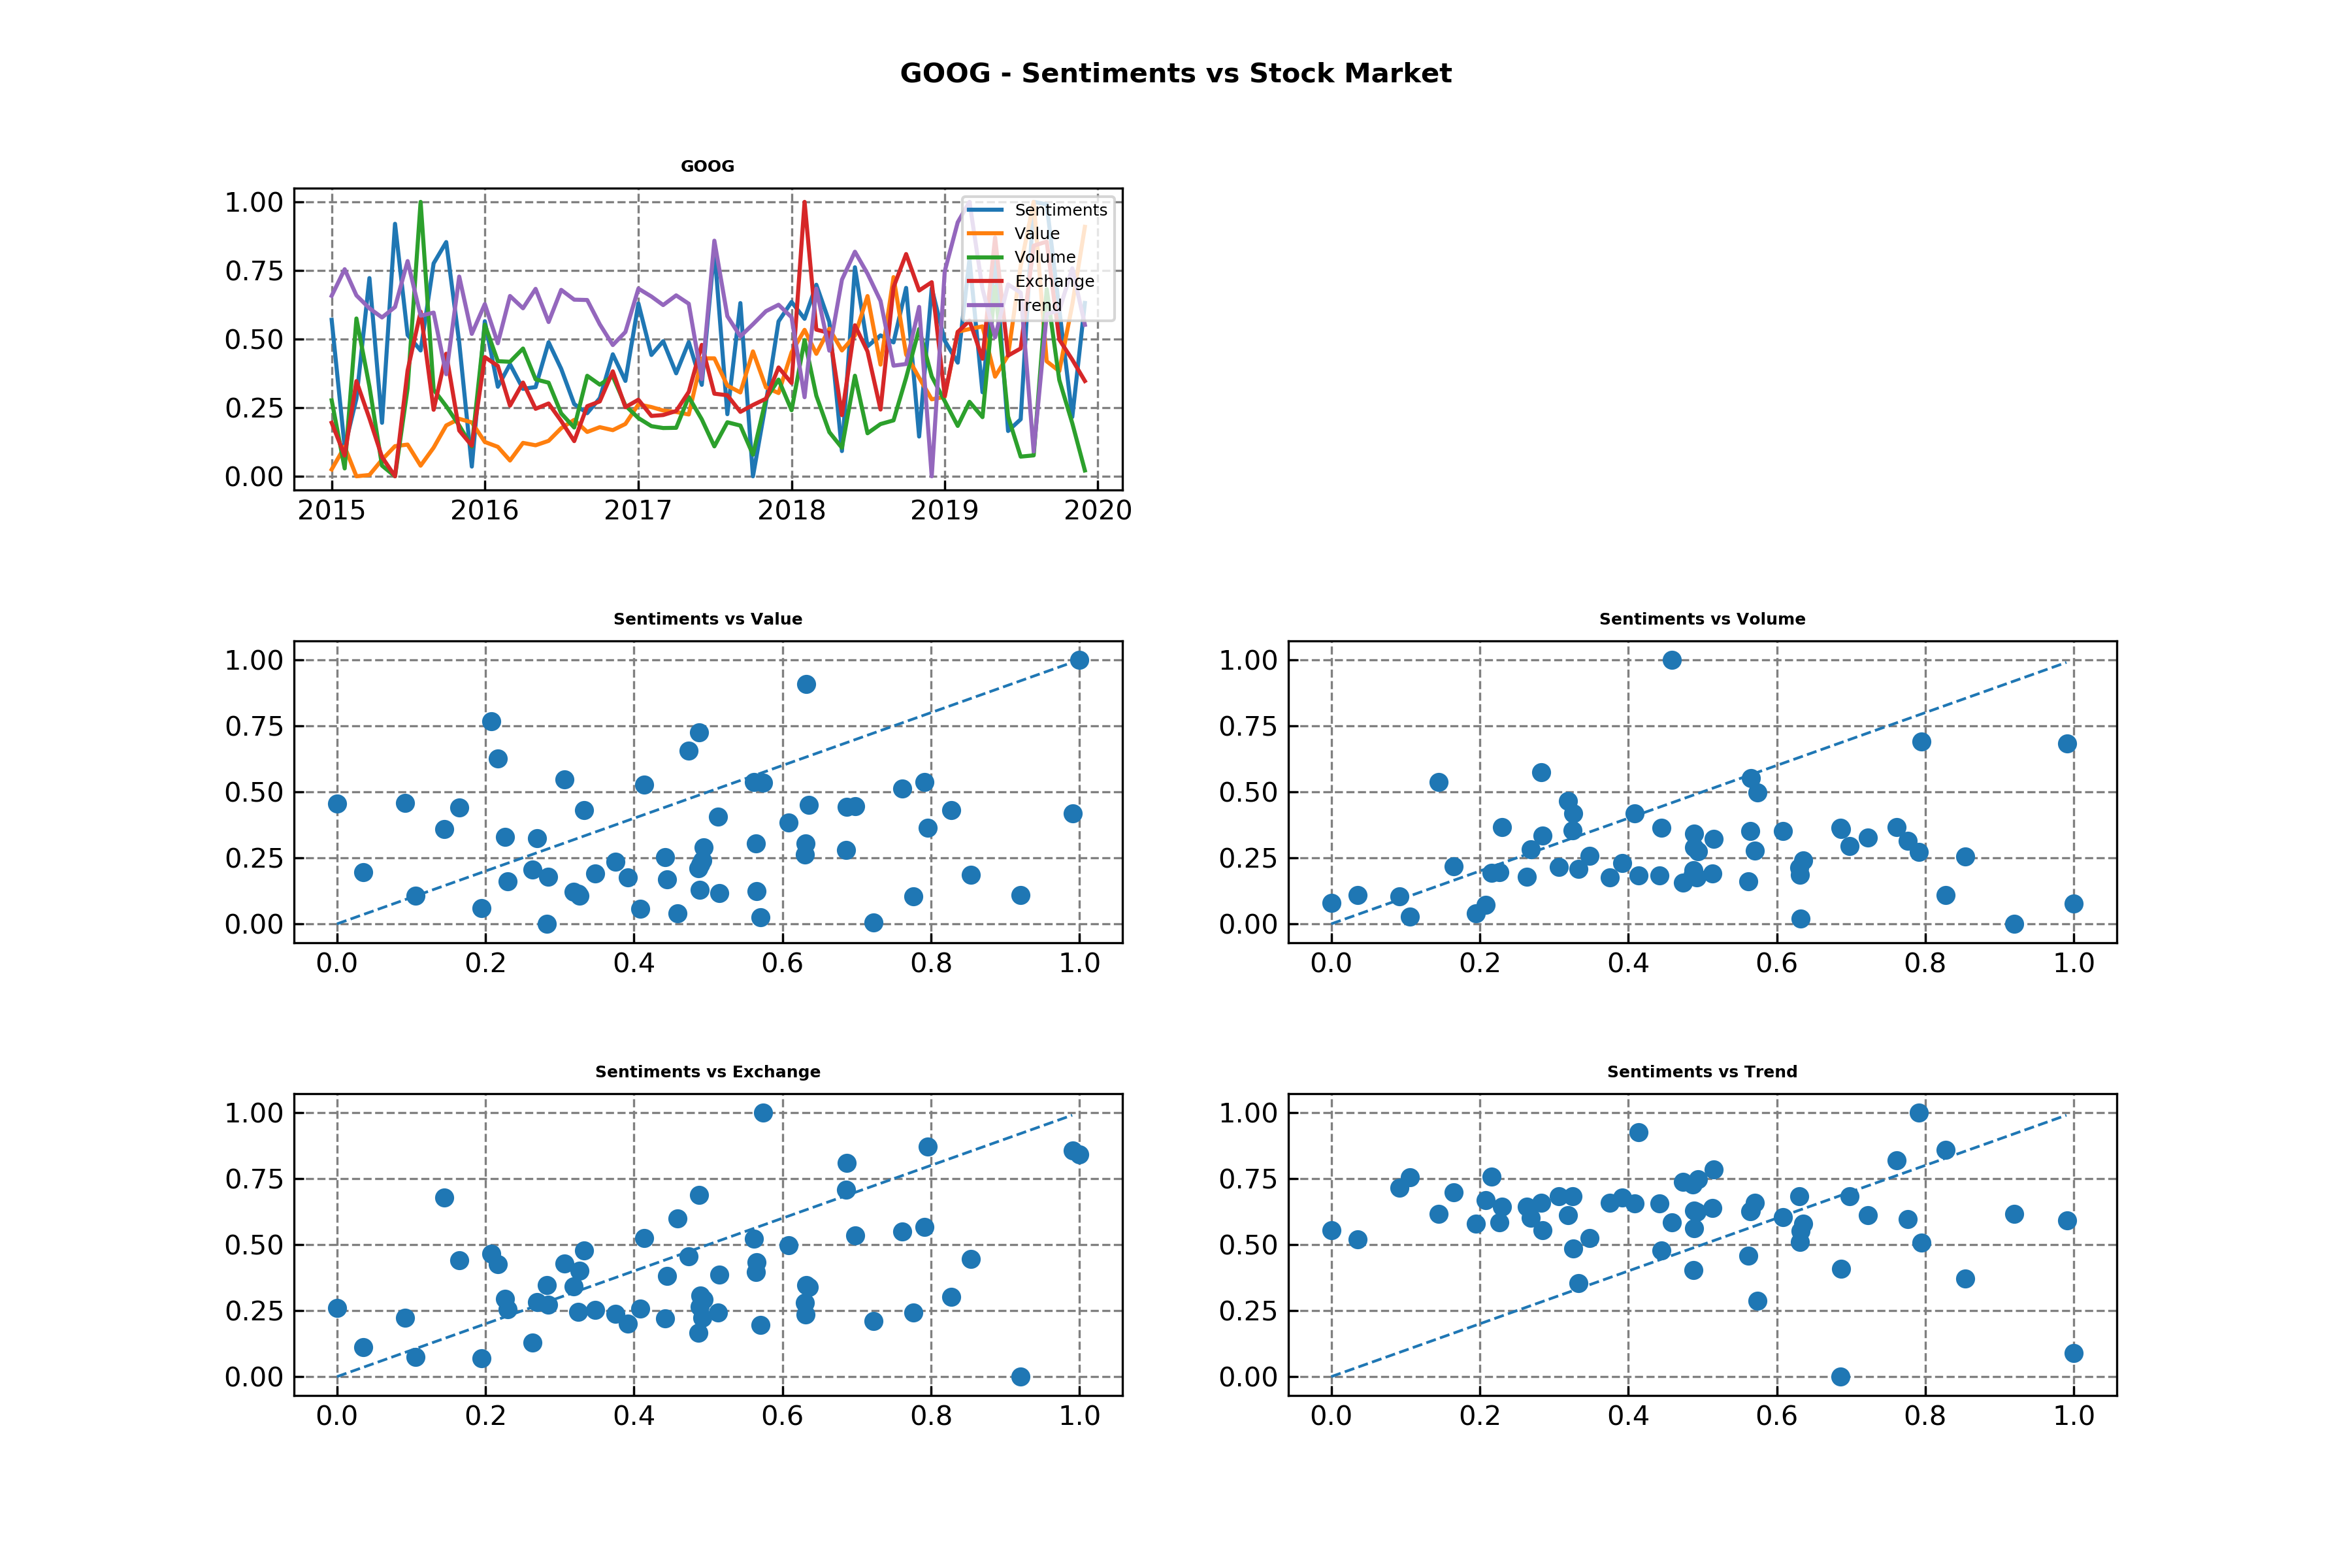 GOOG - Sentiments vs Stock Market
GOOG
1.00
0.75
0.50
0.25
0.00
2015 2016 2017 2018 2019 2020
Sentiments
Value
Volume
Exchange
Trend
Sentiments vs Value
1.00
0.75
0.50
0.25
0.00
0.0 0.2 0.4 0.6 0.8 1.0
Sentiments vs Volume
1.00
0.75
0.50
0.25
0.00
0.0 0.2 0.4 0.6 0.8 1.0
Sentiments vs Exchange
1.00
0.75
0.50
0.25
0.00
0.0 0.2 0.4 0.6 0.8 1.0
Sentiments vs Trend
1.00
0.75
0.50
0.25
0.00
0.0 0.2 0.4 0.6 0.8 1.0